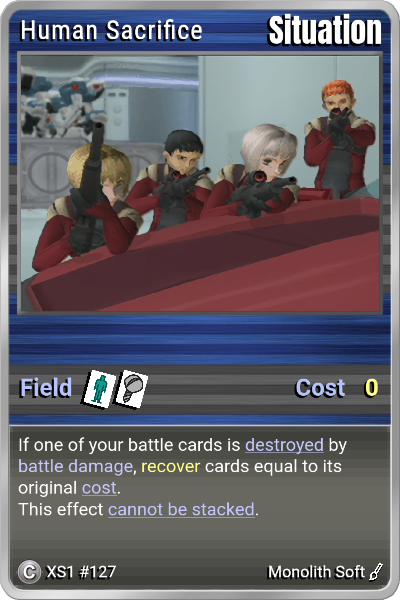 Human Sacrifice Situation
Field Cost 0
If one of your battle cards is destroyed by
battle damage, recover cards equal to its
original cost.
This effect cannot be stacked.
C XS1 #127 Monolith Soft